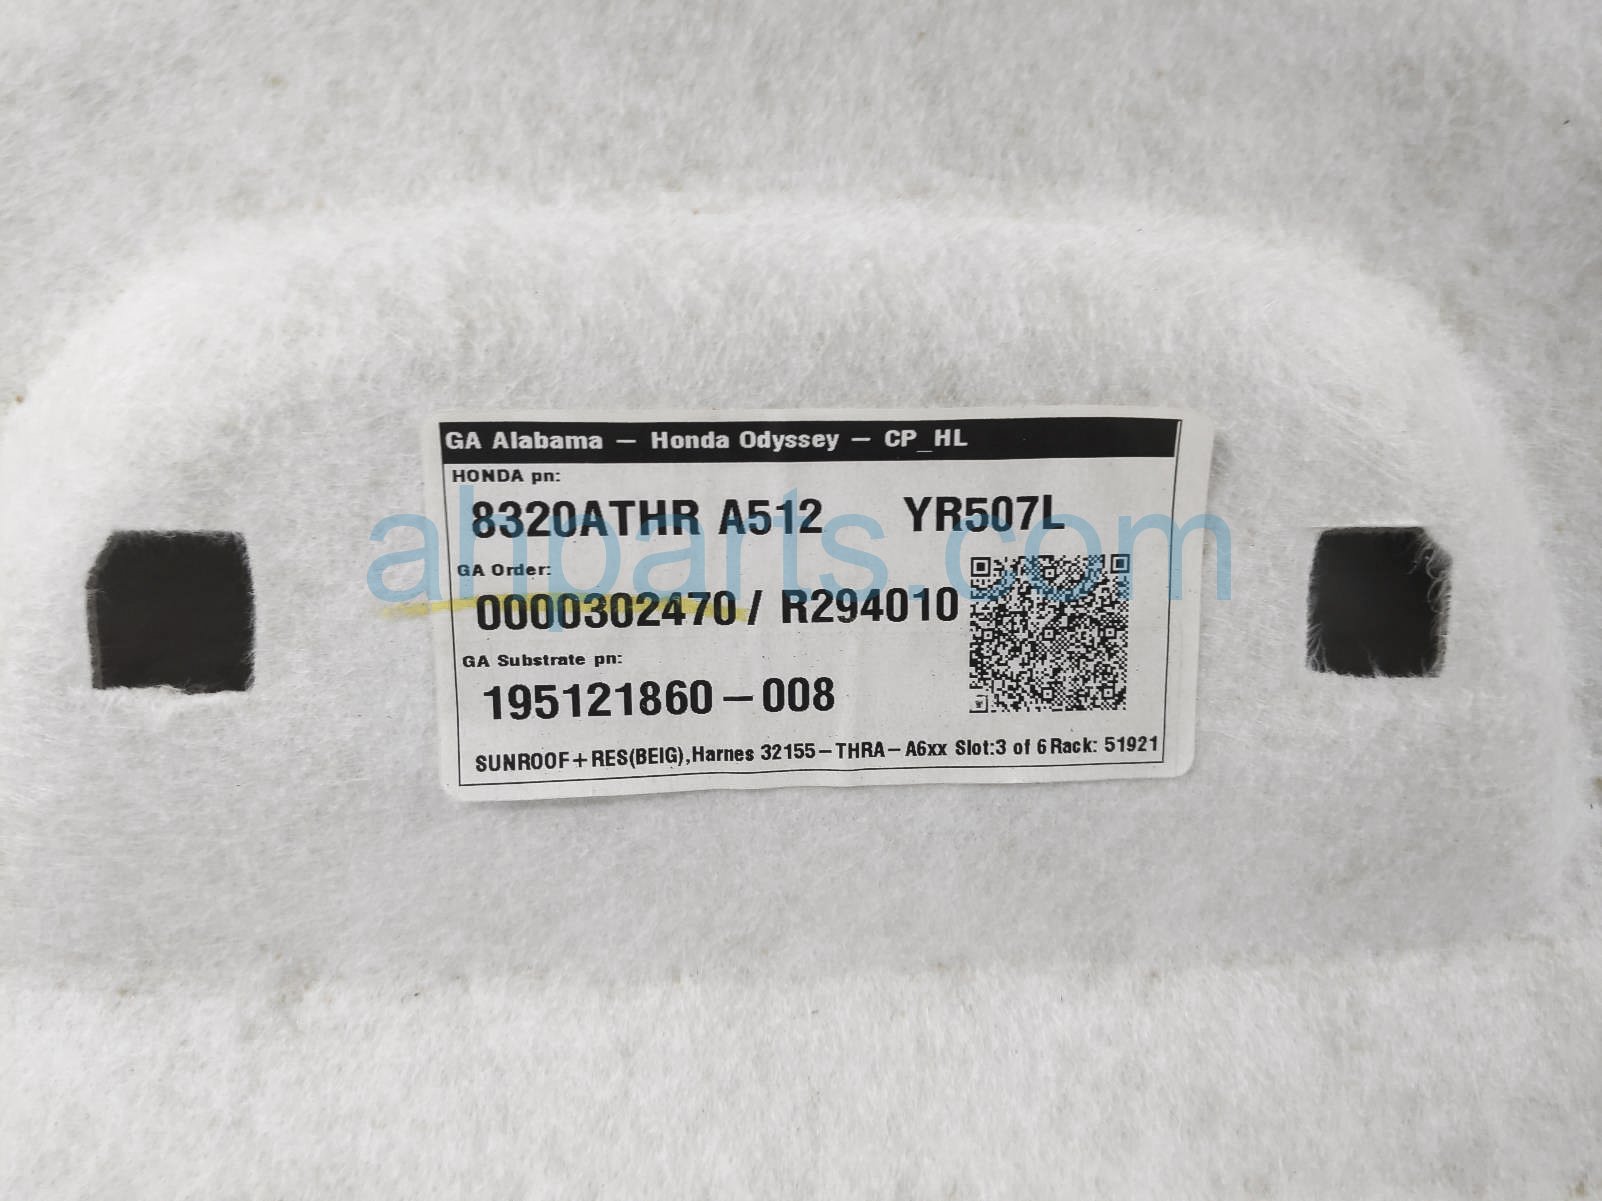 GA Alabama — Honda Odyssey — CP_HL
HONDA pn:
8320ATHR A512 YR507L
ahparts.com
GA Order:
0000302470 / R294010
GA Substrate pn:
195121860-008
SUNROOF+RES(BEIG),Harnes 32155-THRA-A6xx Slot:3 of 6 Rack: 51921